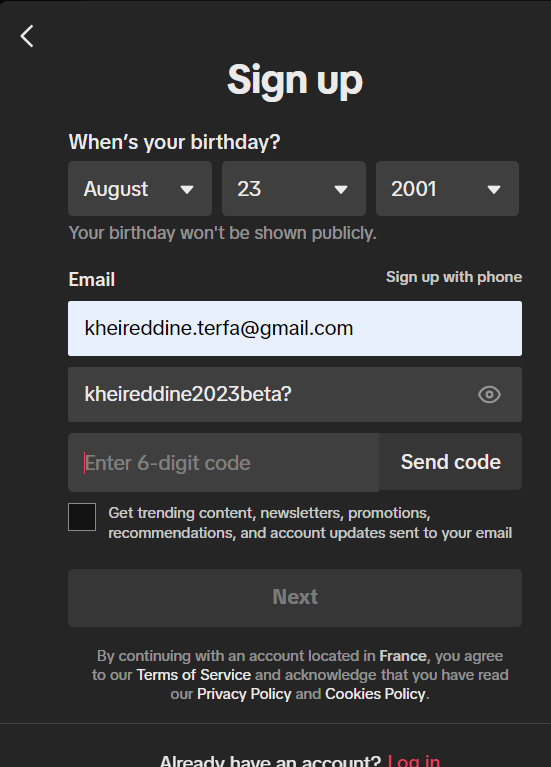 Sign up
When's your birthday?
August 23 2001
Your birthday won't be shown publicly.
Email Sign up with phone
kheireddine.terfa@gmail.com
kheireddine2023beta?
Enter 6-digit code Send code
Get trending content, newsletters, promotions,
recommendations, and account updates sent to your email
Next
By continuing with an account located in France, you agree
to our Terms of Service and acknowledge that you have read
our Privacy Policy and Cookies Policy.
Already have an account? Log in